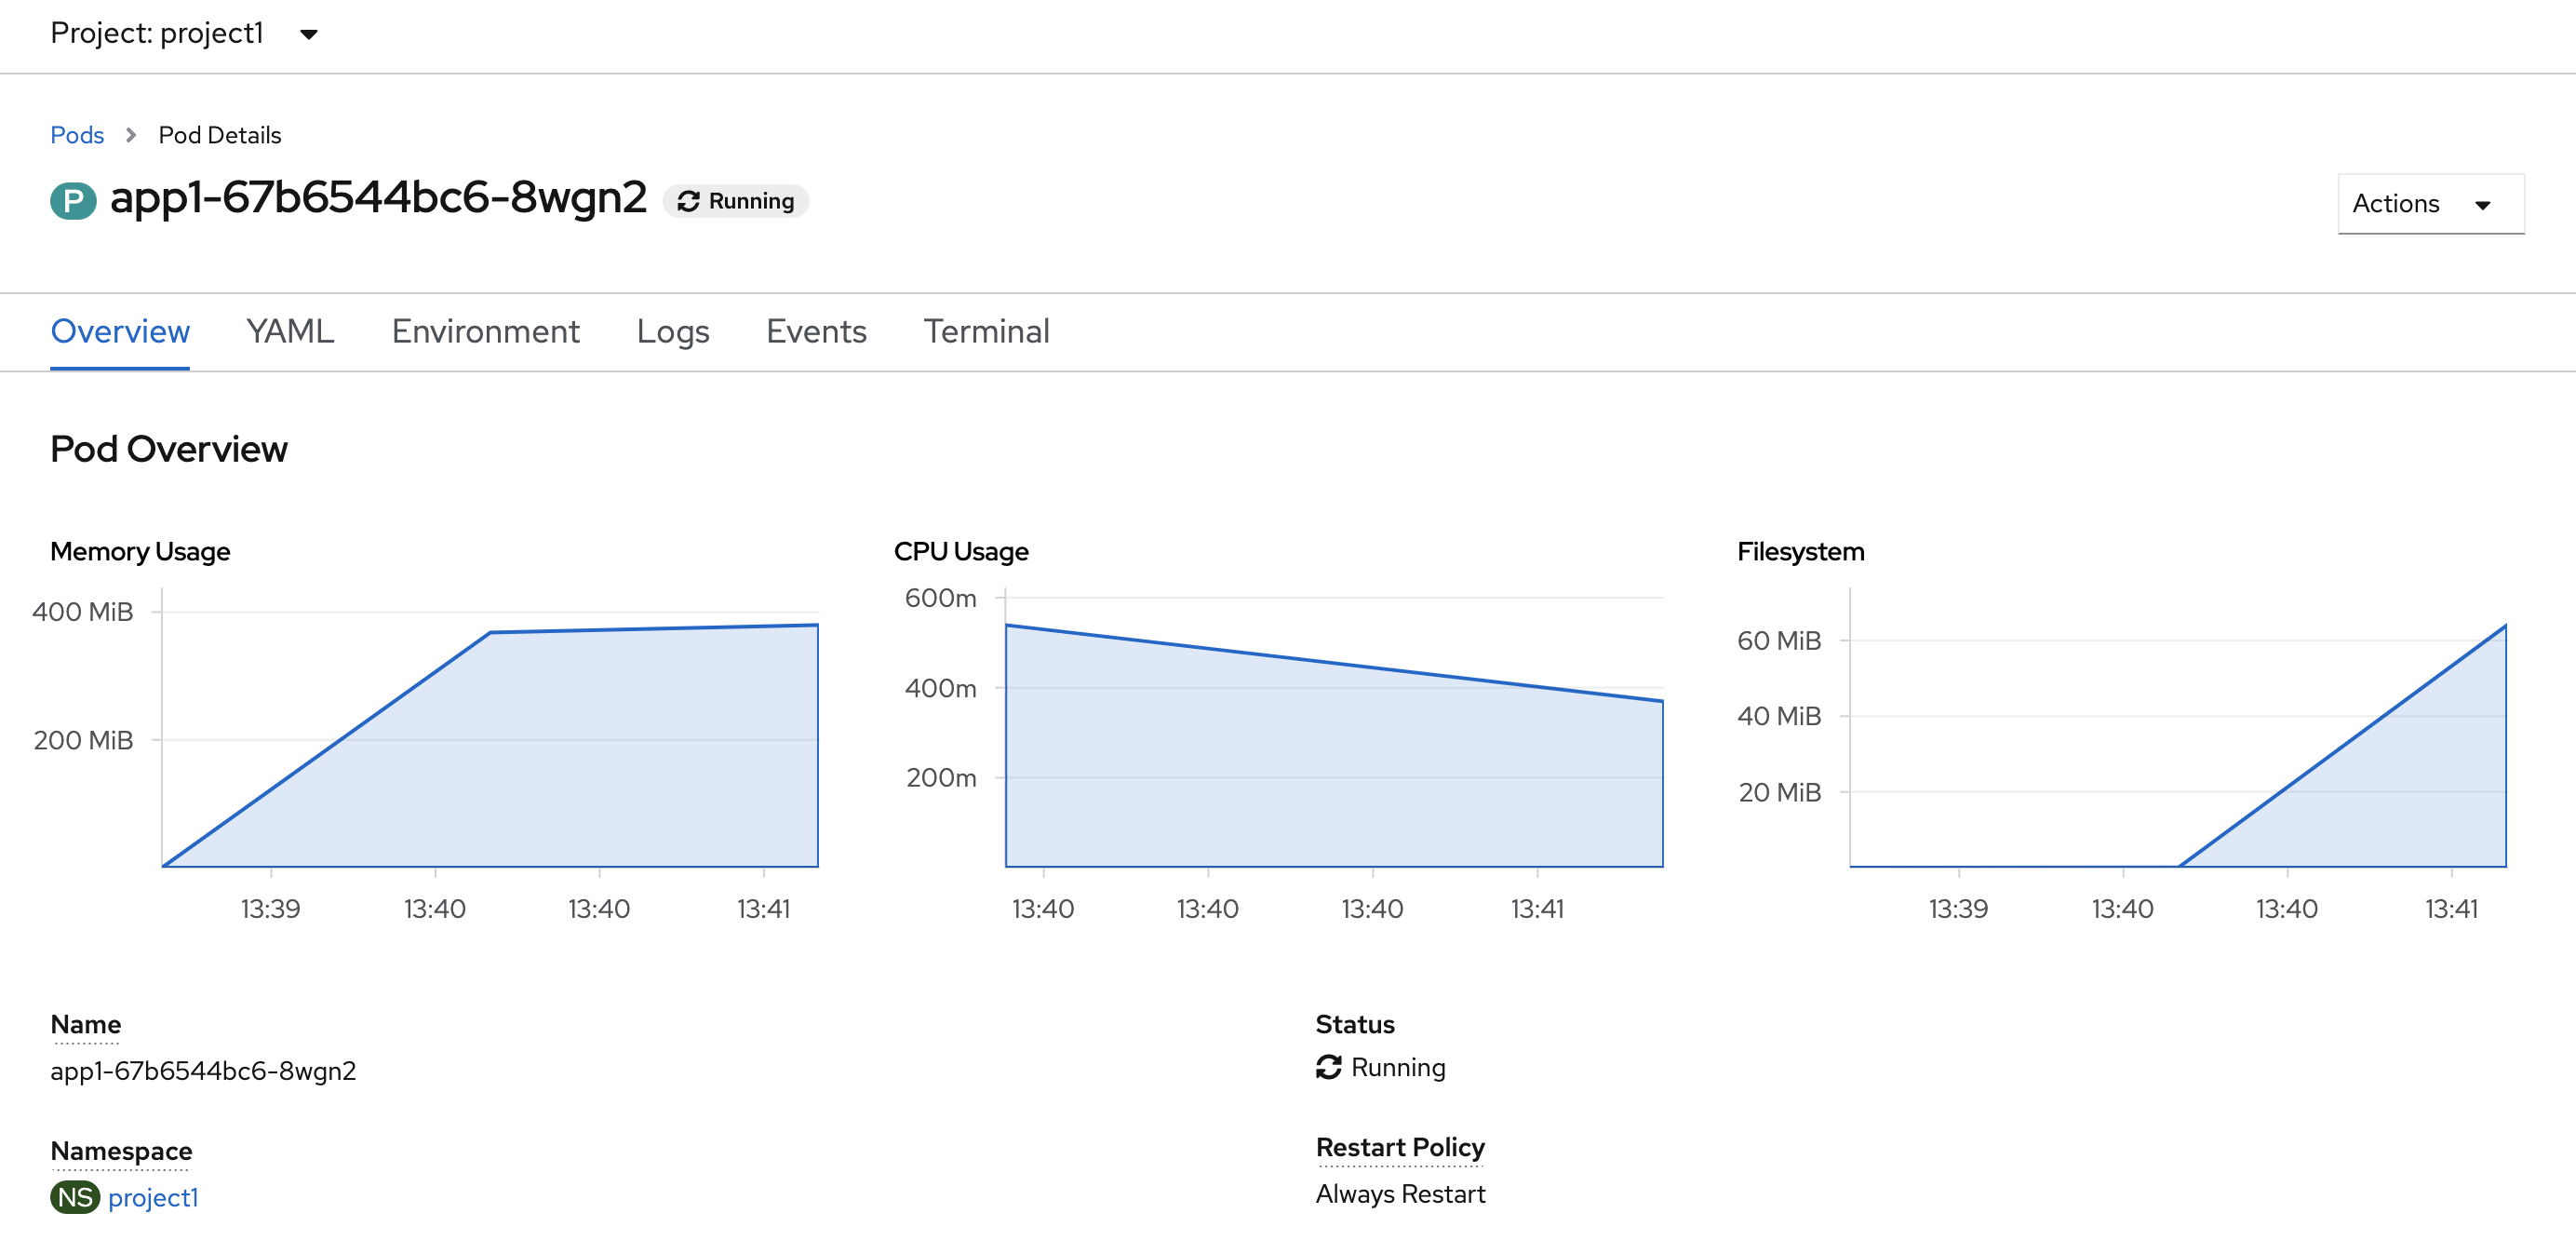 Project: project1
Pods > Pod Details
P app1-67b6544bc6-8wgn2 Running
Actions
Overview YAML Environment Logs Events Terminal
Pod Overview
Memory Usage
400 MiB
200 MiB
13:39 13:40 13:40 13:41
CPU Usage
600m
400m
200m
13:40 13:40 13:40 13:41
Filesystem
60 MiB
40 MiB
20 MiB
13:39 13:40 13:40 13:41
Name
app1-67b6544bc6-8wgn2
Namespace
NS project1
Status
Running
Restart Policy
Always Restart